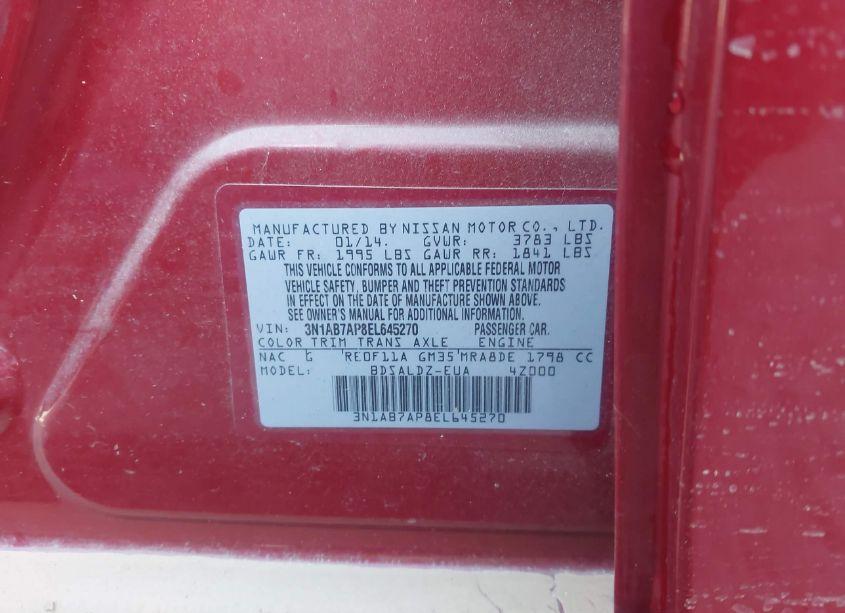 MANUFACTURED BY NISSAN MOTOR CO., LTD.
DATE: 01/14. GVWR: 3783 LBS
GAWR FR: 1995 LBS GAWR RR: 1841 LBS
THIS VEHICLE CONFORMS TO ALL APPLICABLE FEDERAL MOTOR
VEHICLE SAFETY, BUMPER AND THEFT PREVENTION STANDARDS
IN EFFECT ON THE DATE OF MANUFACTURE SHOWN ABOVE.
SEE OWNER'S MANUAL FOR ADDITIONAL INFORMATION.
VIN: 3N1AB7AP8EL645270 PASSENGER CAR.
COLOR TRIM TRANS AXLE ENGINE
NAC G RE0F11A GM35 MRA8DE 1798 CC
MODEL: BDSALDZ-EUA 4Z000
3N1AB7AP8EL645270